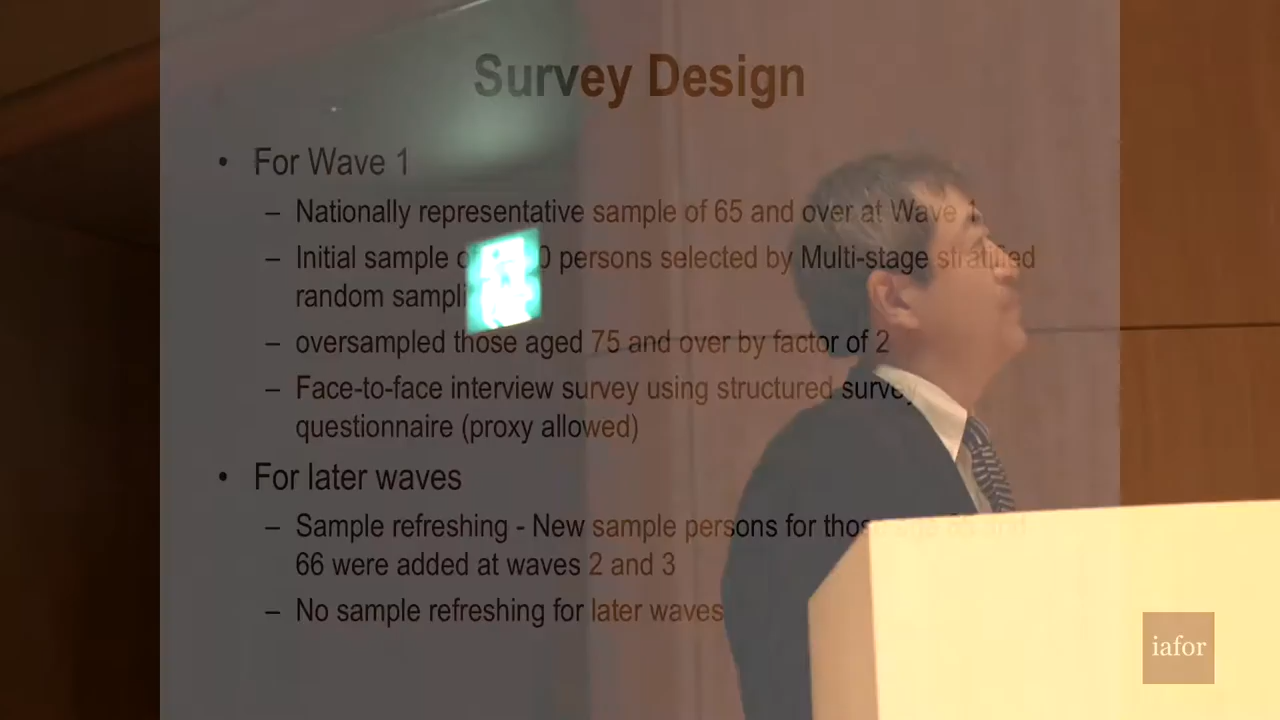 Survey Design
• For Wave 1
– Nationally representative sample of 65 and over at Wave 1
– Initial sample persons selected by Multi-stage stratified
random
– oversampled those aged 75 and over by factor of 2
– Face-to-face interview survey using structured survey
questionnaire (proxy allowed)
• For later waves
– Sample refreshing - New sample persons for those
66 were added at waves 2 and 3
– No sample refreshing for later waves
iafor